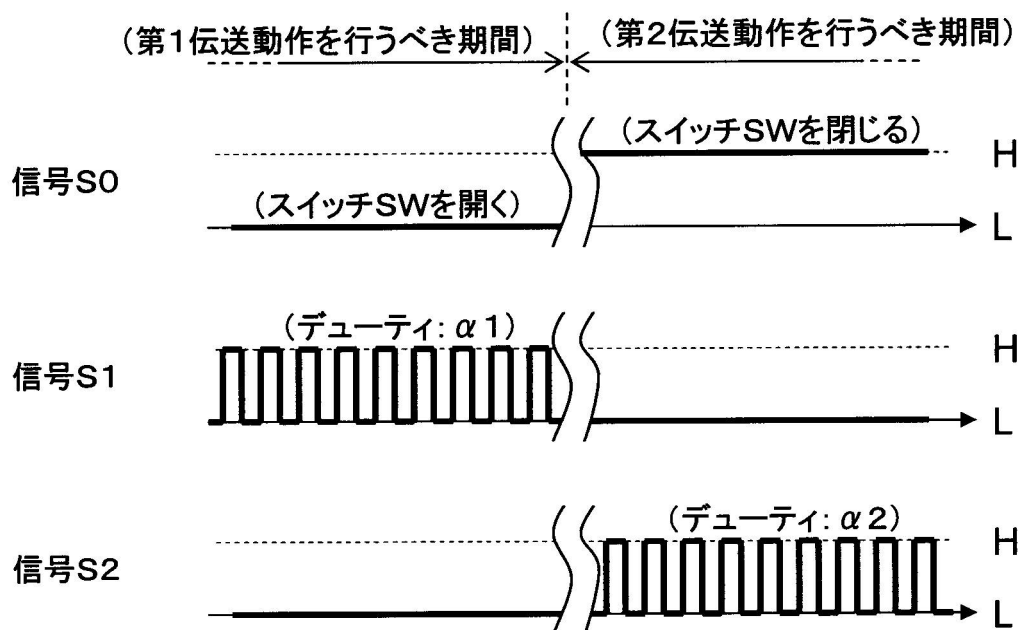 (第1伝送動作を行うべき期間) (第2伝送動作を行うべき期間)
(スイッチSWを閉じる)
H
信号S0
(スイッチSWを開く)
L
(デューティ:α1)
H
信号S1
L
(デューティ:α2)
H
信号S2
L